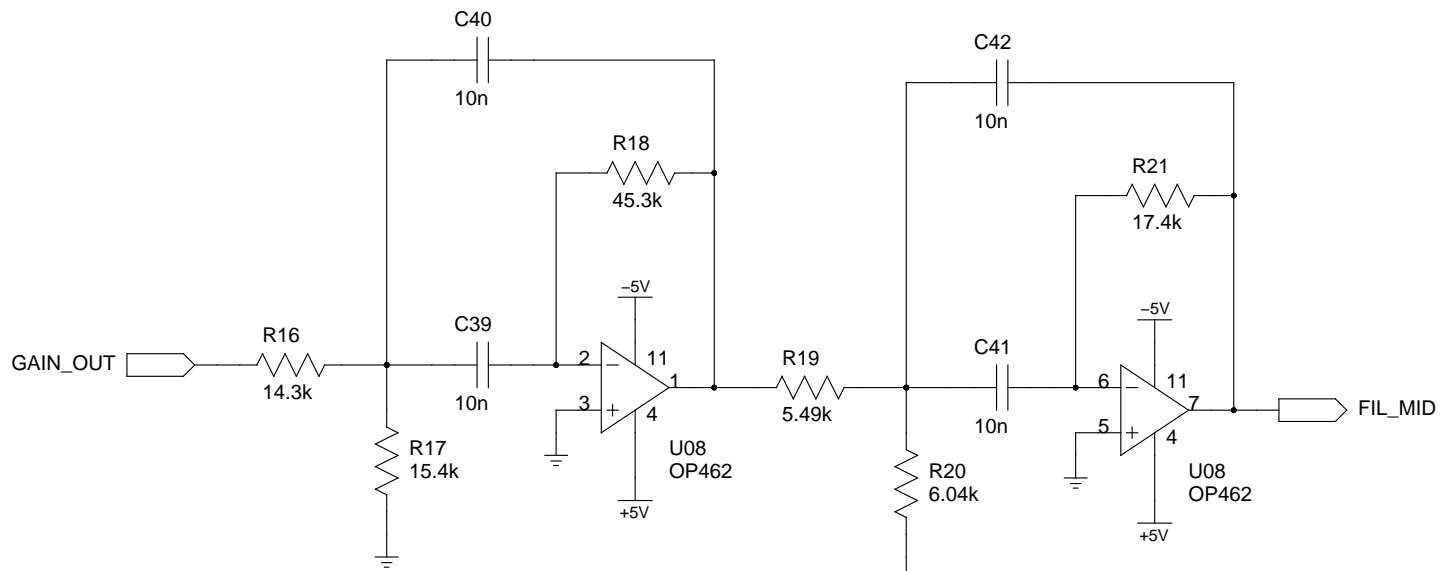 C40
10n
C42
10n
R18
45.3k
R21
17.4k
–5V
–5V
GAIN_OUT
R16
14.3k
C39
10n
2
3
11
1
4
R17
15.4k
U08
OP462
+5V
R19
5.49k
C41
10n
6
5
11
7
4
FIL_MID
R20
6.04k
U08
OP462
+5V